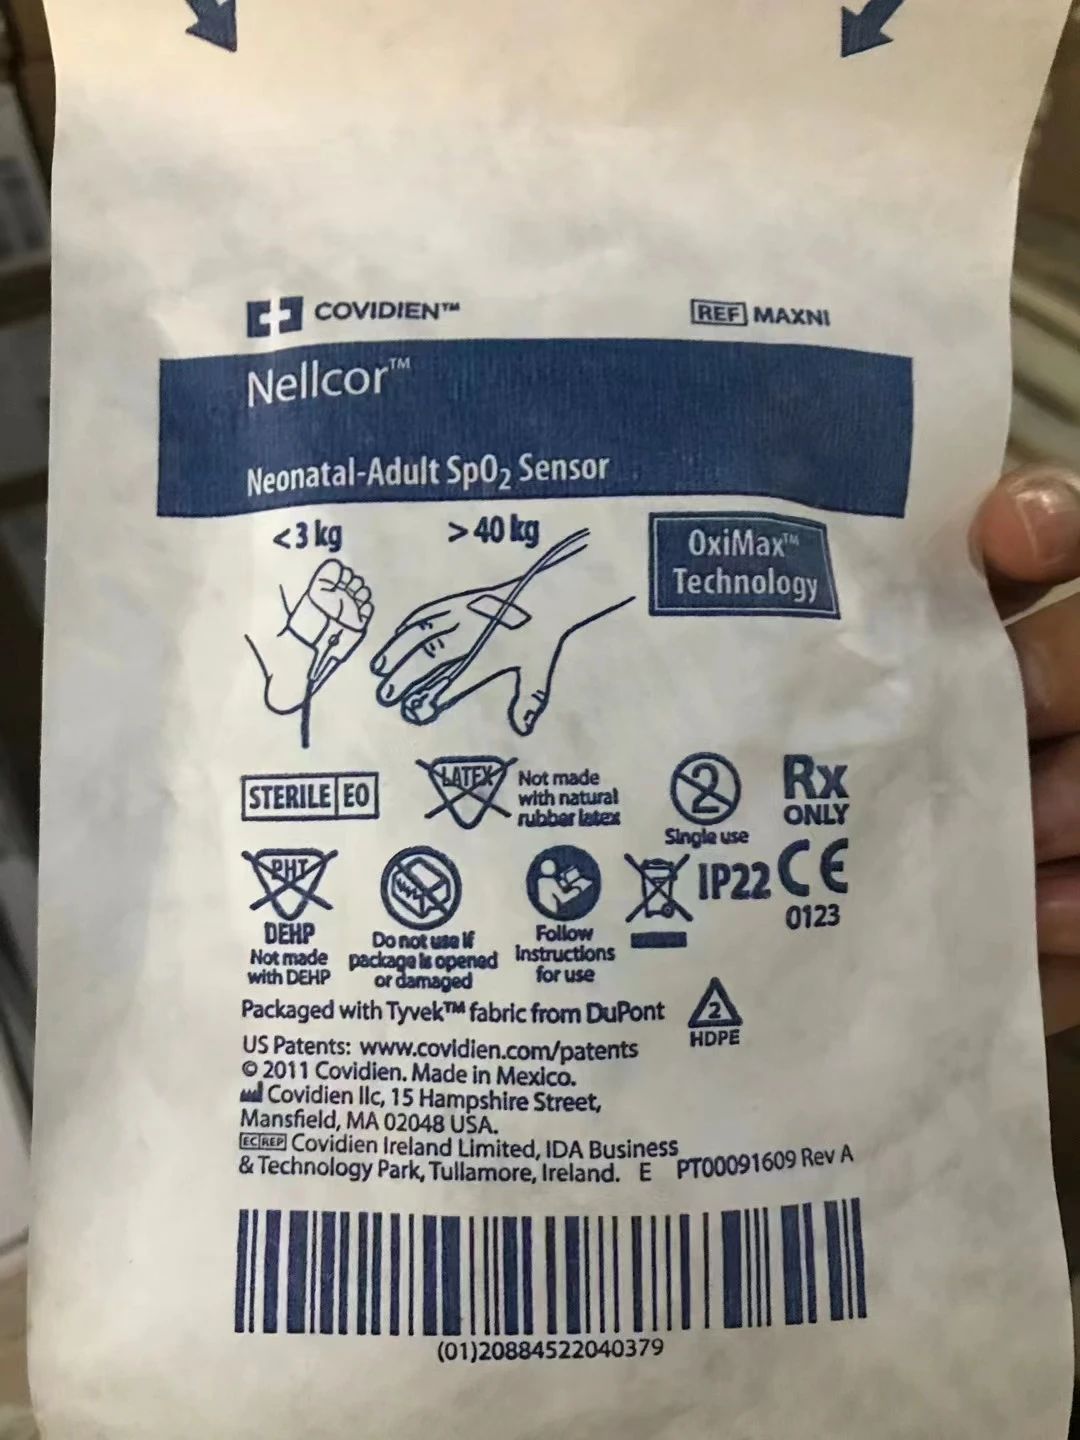 COVIDIEN™
REF MAXNI
Nellcor™
Neonatal-Adult SpO₂ Sensor
<3 kg
>40 kg
OxiMax™
Technology
STERILE EO
LATEX
Not made
with natural
rubber latex
2
Single use
Rx
ONLY
PHT
DEHP
Not made
with DEHP
Do not use if
package is opened
or damaged
Follow
instructions
for use
IP22
CE
0123
Packaged with Tyvek™ fabric from DuPont
2
HDPE
US Patents: www.covidien.com/patents
© 2011 Covidien. Made in Mexico.
Covidien llc, 15 Hampshire Street,
Mansfield, MA 02048 USA.
EC REP Covidien Ireland Limited, IDA Business
& Technology Park, Tullamore, Ireland. E PT00091609 Rev A
(01)20884522040379